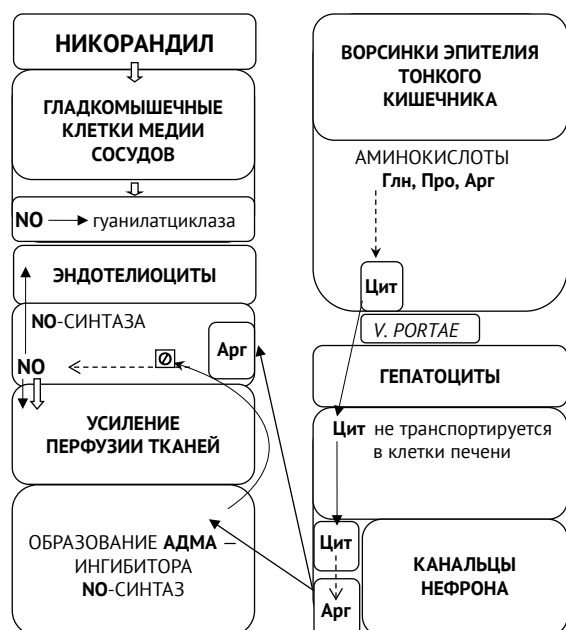 НИКОРАНДИЛ
ГЛАДКОМЫШЕЧНЫЕ
КЛЕТКИ МЕДИИ
СОСУДОВ
NO
гуанилатциклаза
ЭНДОТЕЛИОЦИТЫ
NO-СИНТАЗА
Арг
NO
УСИЛЕНИЕ
ПЕРФУЗИИ ТКАНЕЙ
ОБРАЗОВАНИЕ АДМА –
ИНГИБИТОРА
NO-СИНТАЗ
ВОРСИНКИ ЭПИТЕЛИЯ
ТОНКОГО
КИШЕЧНИКА
АМИНОКИСЛОТЫ
Глн, Про, Арг
Цит
V. PORTAE
ГЕПАТОЦИТЫ
Цит не транспортируется
в клетки печени
Цит
Арг
КАНАЛЬЦЫ
НЕФРОНА